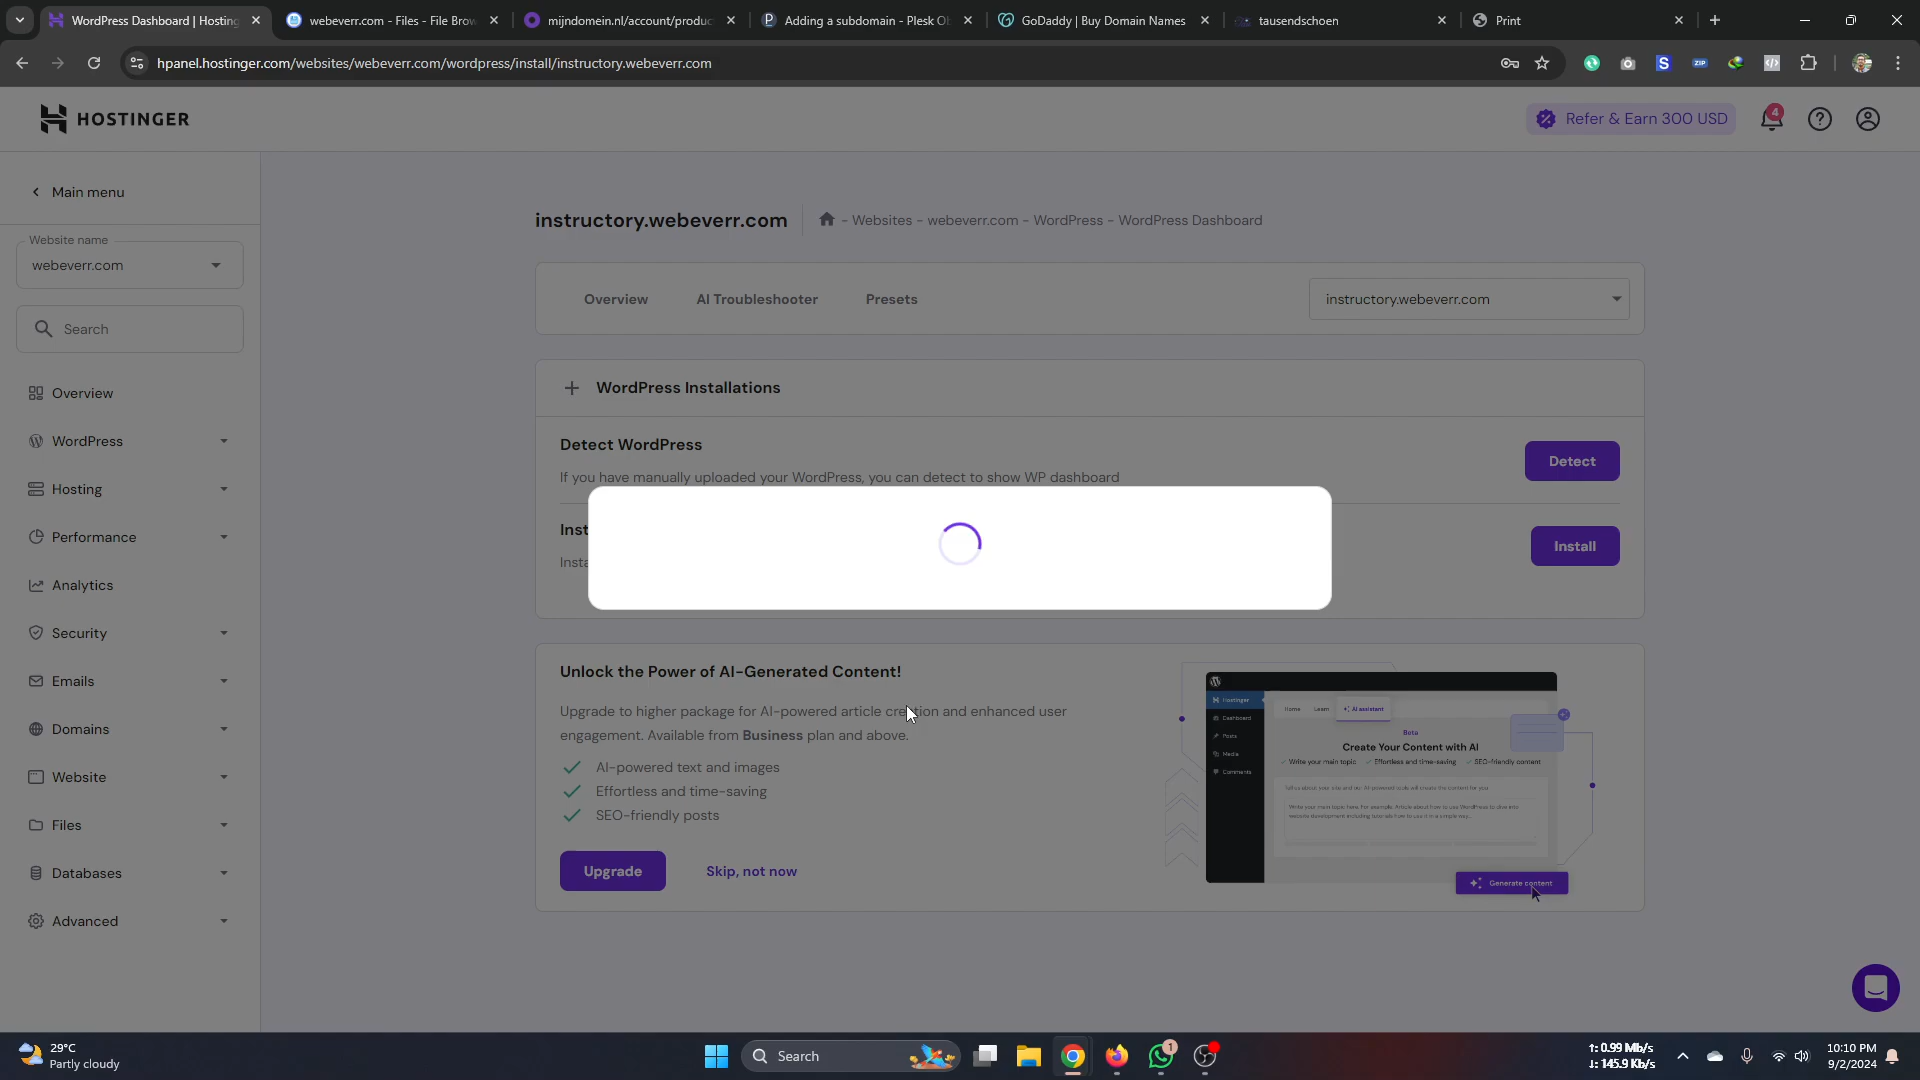 WordPress Dashboard | Hosting
webeverr.com - Files - File Brow
mijndomein.nl/account/produc
Adding a subdomain - Plesk Ob
GoDaddy | Buy Domain Names
tausendschoen
Print
hpanel.hostinger.com/websites/webeverr.com/wordpress/install/instructory.webeverr.com
HOSTINGER
Refer & Earn 300 USD
4
Main menu
Website name
webeverr.com
Search
Overview
WordPress
Hosting
Performance
Analytics
Security
Emails
Domains
Website
Files
Databases
Advanced
instructory.webeverr.com
- Websites - webeverr.com - WordPress - WordPress Dashboard
Overview
AI Troubleshooter
Presets
instructory.webeverr.com
WordPress Installations
Detect WordPress
If you have manually uploaded your WordPress, you can detect to show WP dashboard
Detect
Inst
Insta
Install
Unlock the Power of AI-Generated Content!
Upgrade to higher package for AI-powered article creation and enhanced user
engagement. Available from Business plan and above.
AI-powered text and images
Effortless and time-saving
SEO-friendly posts
Upgrade
Skip, not now
Hostinger
Dashboard
Posts
Media
Comments
Home
Learn
AI assistant
Beta
Create Your Content with AI
Write your main topic
Effortless and time-saving
SEO-friendly content
Generate content
29°C
Partly cloudy
Search
1
↑: 0.99 Mb/s
↓: 145.9 Kb/s
10:10 PM
9/2/2024